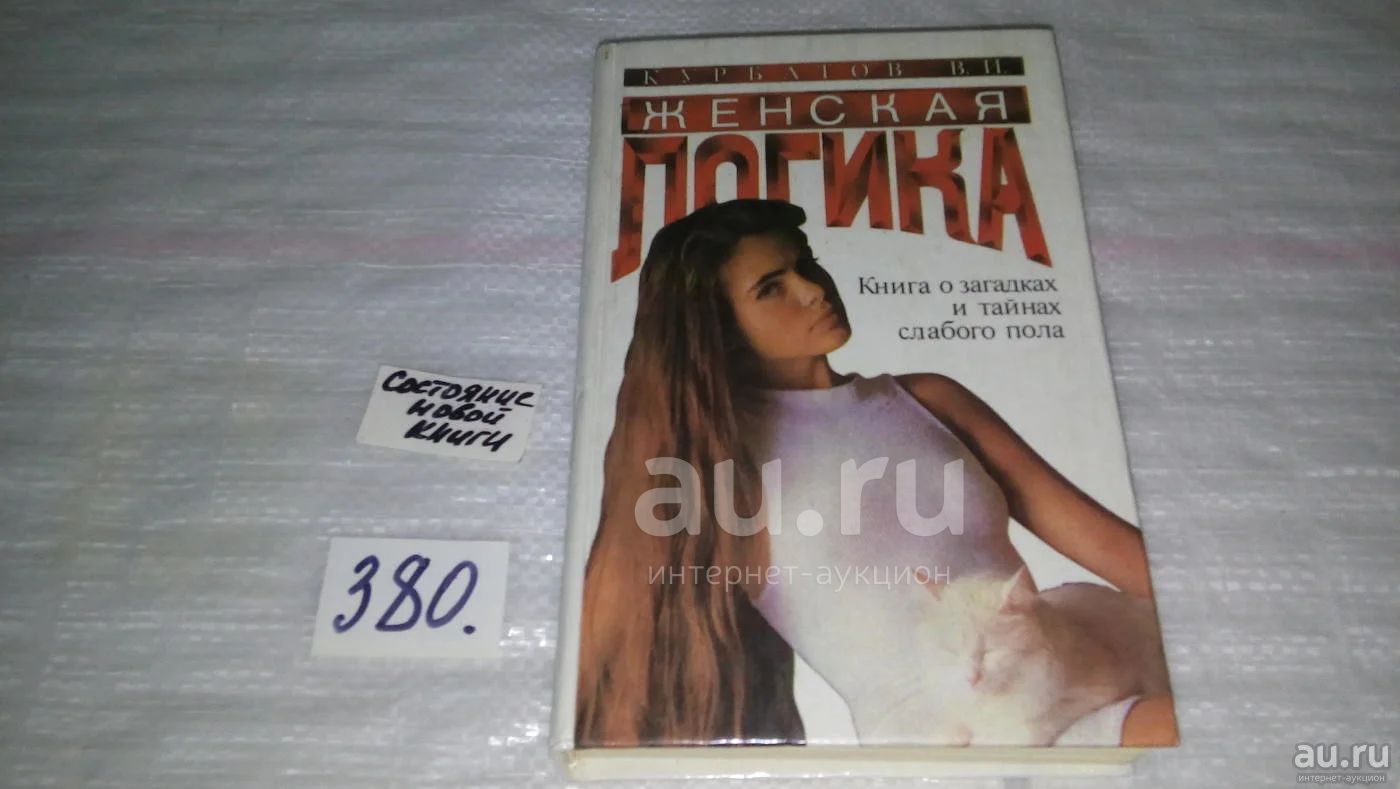 КУРБАТОВ В.И.
ЖЕНСКАЯ
ЛОГИКА
Книга о загадках
и тайнах
слабого пола
Состояние
новой
книги
380.
au.ru
интернет-аукцион
au.ru
интернет-аукцион